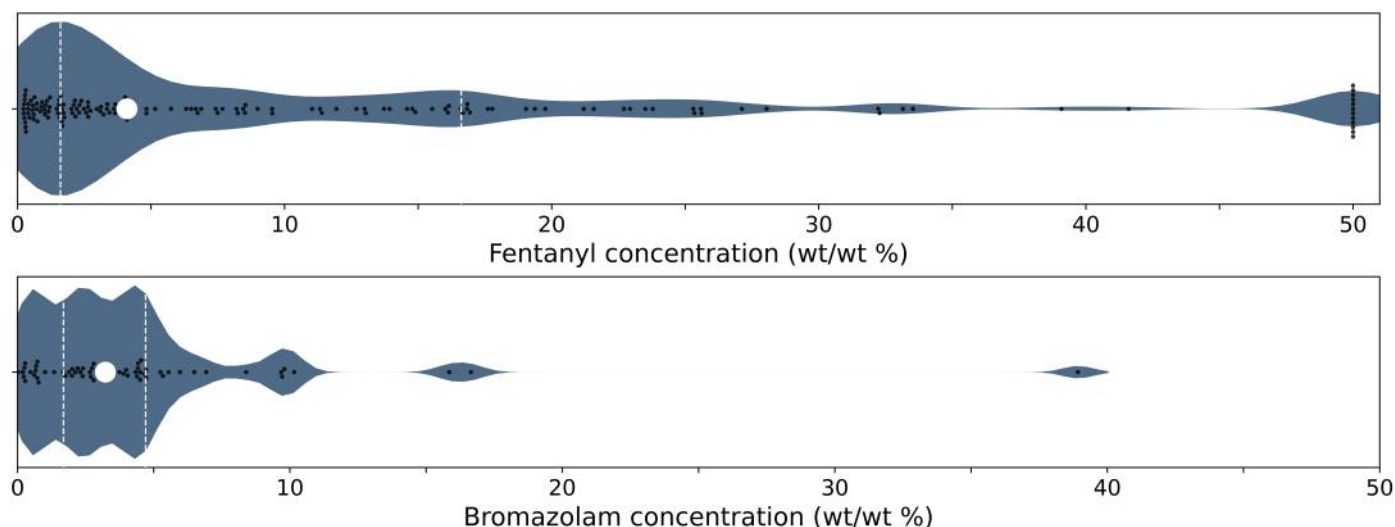 0 10 20 30 40 50
Fentanyl concentration (wt/wt %)
0 10 20 30 40 50
Bromazolam concentration (wt/wt %)